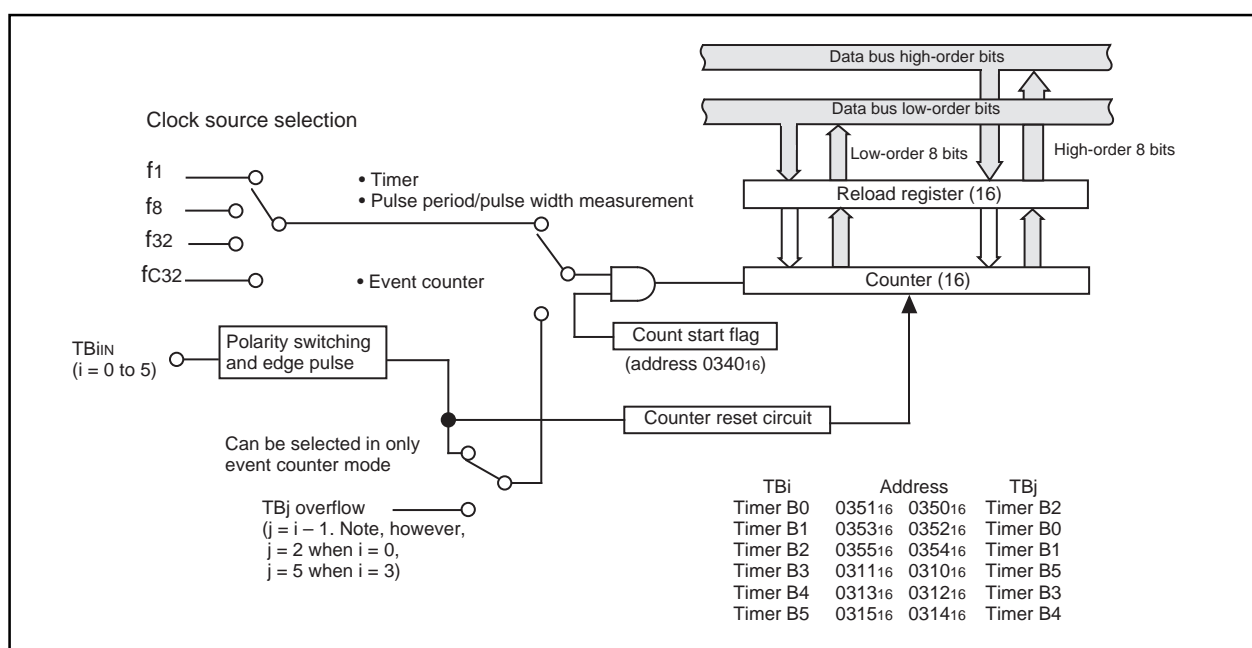 Data bus high-order bits
Data bus low-order bits
Clock source selection
Low-order 8 bits
High-order 8 bits
f1
• Timer
f8
• Pulse period/pulse width measurement
Reload register (16)
f32
fC32
• Event counter
Counter (16)
TBiIN
(i = 0 to 5)
Polarity switching
and edge pulse
Count start flag
(address 034016)
Counter reset circuit
Can be selected in only
event counter mode
TBj overflow
(j = i – 1. Note, however,
j = 2 when i = 0,
j = 5 when i = 3)
TBi Address TBj
Timer B0 035116 035016 Timer B2
Timer B1 035316 035216 Timer B0
Timer B2 035516 035416 Timer B1
Timer B3 031116 031016 Timer B5
Timer B4 031316 031216 Timer B3
Timer B5 031516 031416 Timer B4